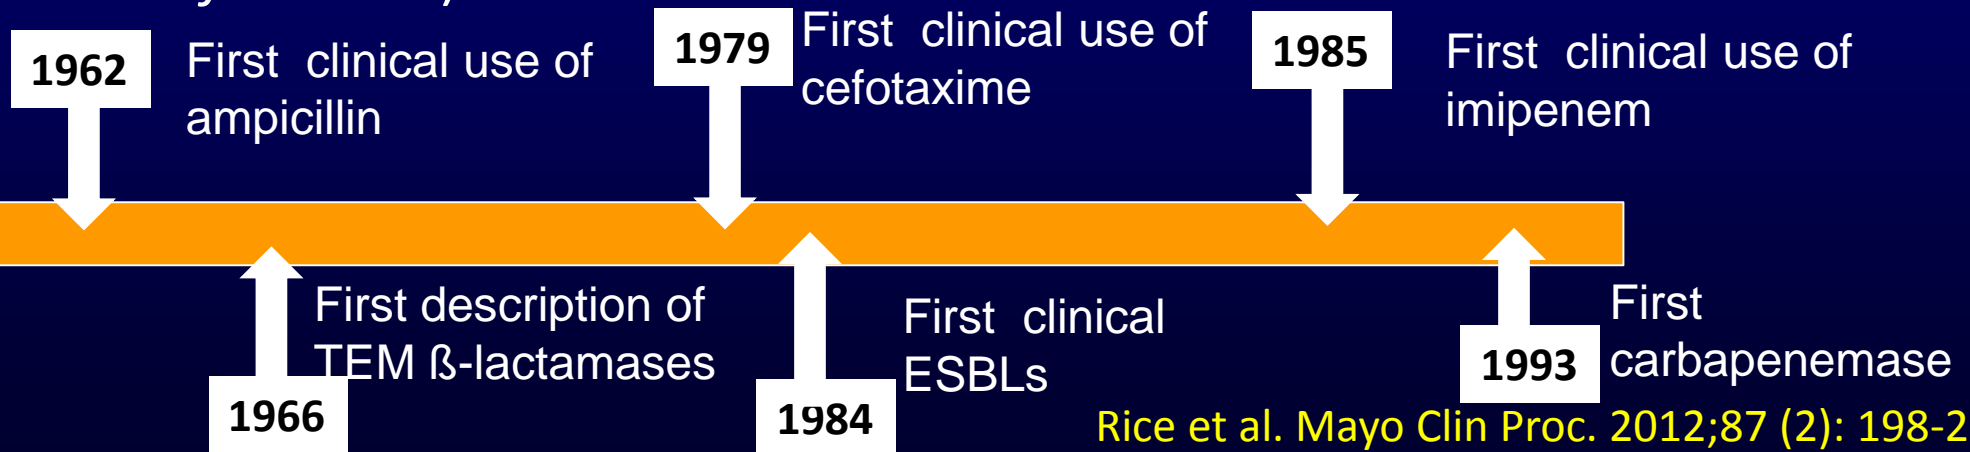 1962
First clinical use of
ampicillin
1979
First clinical use of
cefotaxime
1985
First clinical use of
imipenem
First description of
TEM ß-lactamases
1966
First clinical
ESBLs
1984
First
carbapenemase
1993
Rice et al. Mayo Clin Proc. 2012;87 (2): 198-2